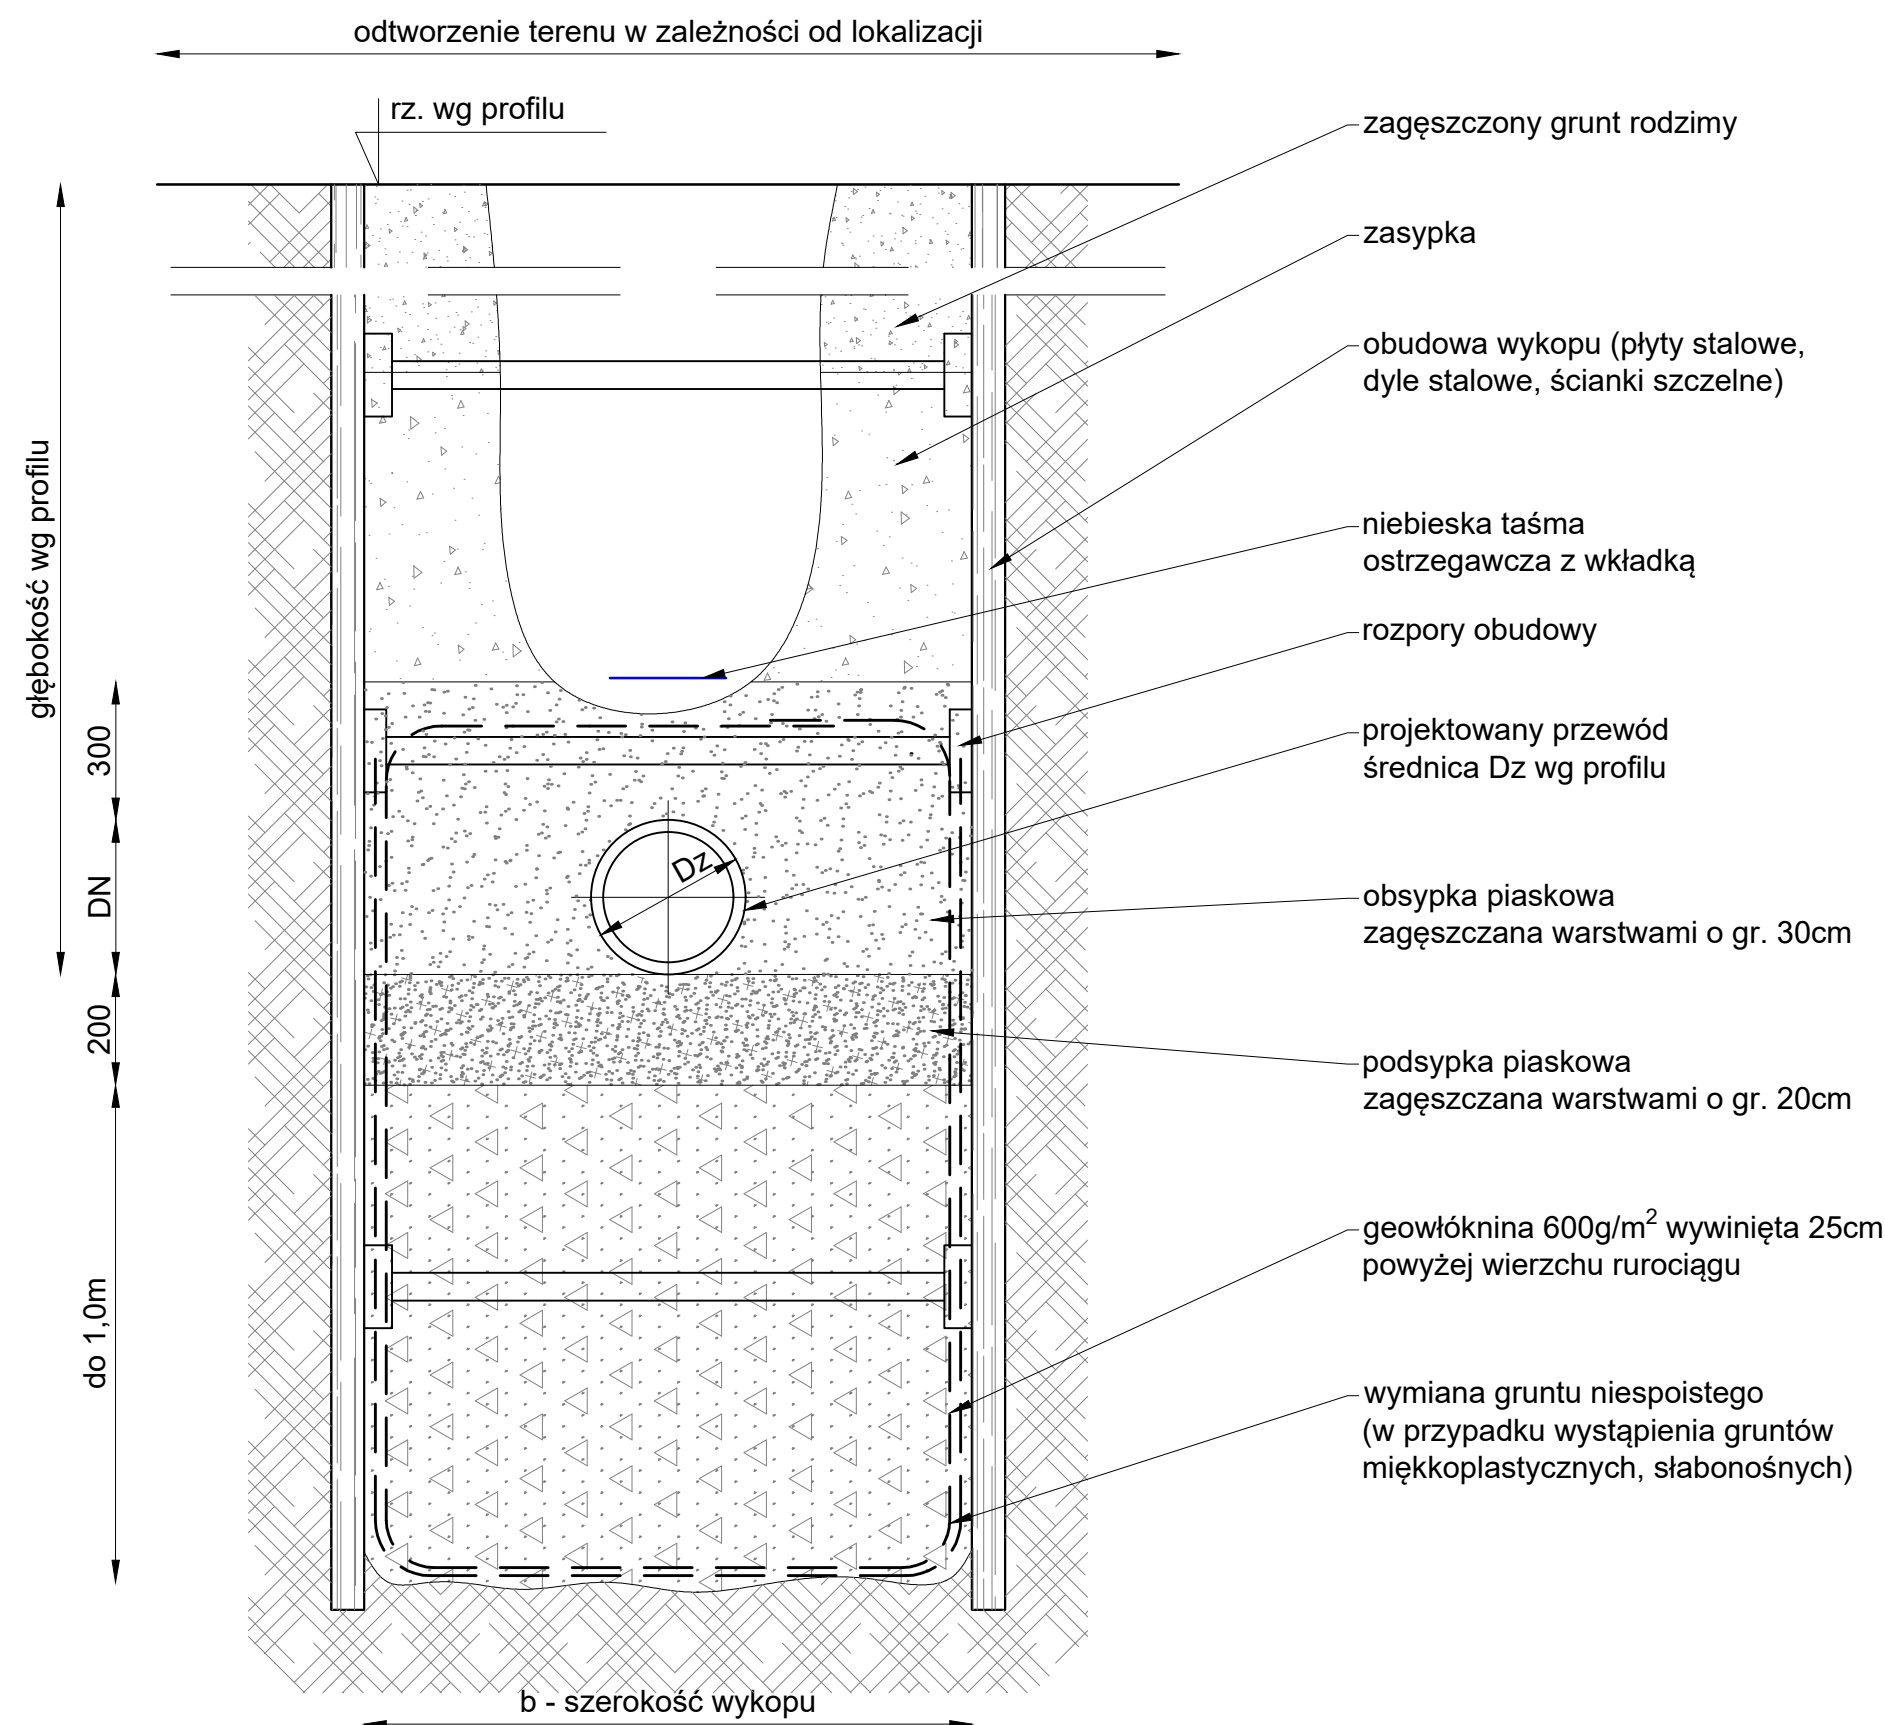 odtworzenie terenu w zależności od lokalizacji
rz. wg profilu
zagęszczony grunt rodzimy
zasypka
obudowa wykopu (płyty stalowe,
dyle stalowe, ścianki szczelne)
niebieska taśma
ostrzegawcza z wkładką
rozpory obudowy
projektowany przewód
średnica Dz wg profilu
obsypka piaskowa
zagęszczana warstwami o gr. 30cm
podsypka piaskowa
zagęszczana warstwami o gr. 20cm
geowłóknina 600g/m² wywinięta 25cm
powyżej wierzchu rurociągu
wymiana gruntu niespoistego
(w przypadku wystąpienia gruntów
miękkoplastycznych, słabonośnych)
głębokość wg profilu
300
DN
200
do 1,0m
Dz
b - szerokość wykopu